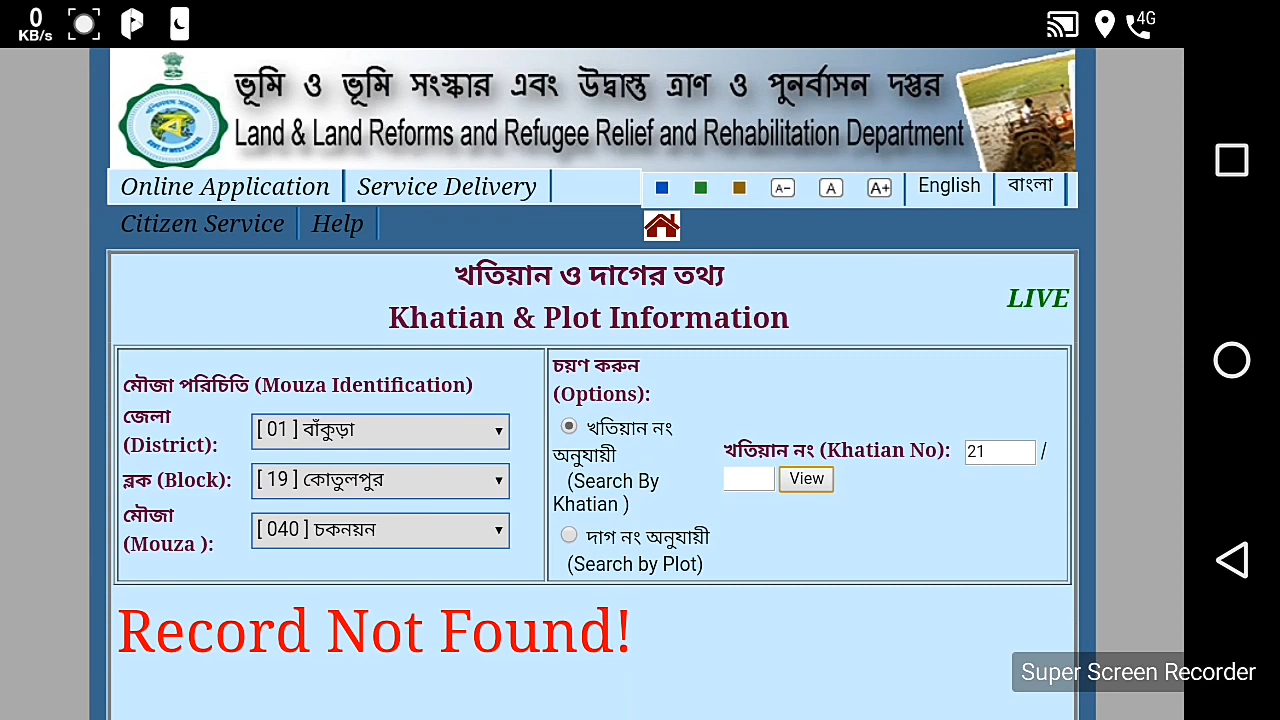 0
KB/s
4G
ভূমি ও ভূমি সংস্কার এবং উদ্বাস্তু ত্রাণ ও পুনর্বাসন দপ্তর
Land & Land Reforms and Refugee Relief and Rehabilitation Department
Online Application
Service Delivery
A-
A
A+
English
বাংলা
Citizen Service
Help
খতিয়ান ও দাগের তথ্য
Khatian & Plot Information
LIVE
মৌজা পরিচিতি (Mouza Identification)
জেলা
(District):
[ 01 ] বাঁকুড়া
ব্লক (Block):
[ 19 ] কোতুলপুর
মৌজা
(Mouza ):
[ 040 ] চকনয়ন
চয়ণ করুন
(Options):
খতিয়ান নং
অনুযায়ী
(Search By
Khatian )
দাগ নং অনুযায়ী
(Search by Plot)
খতিয়ান নং (Khatian No): 21 /
View
Record Not Found!
Super Screen Recorder